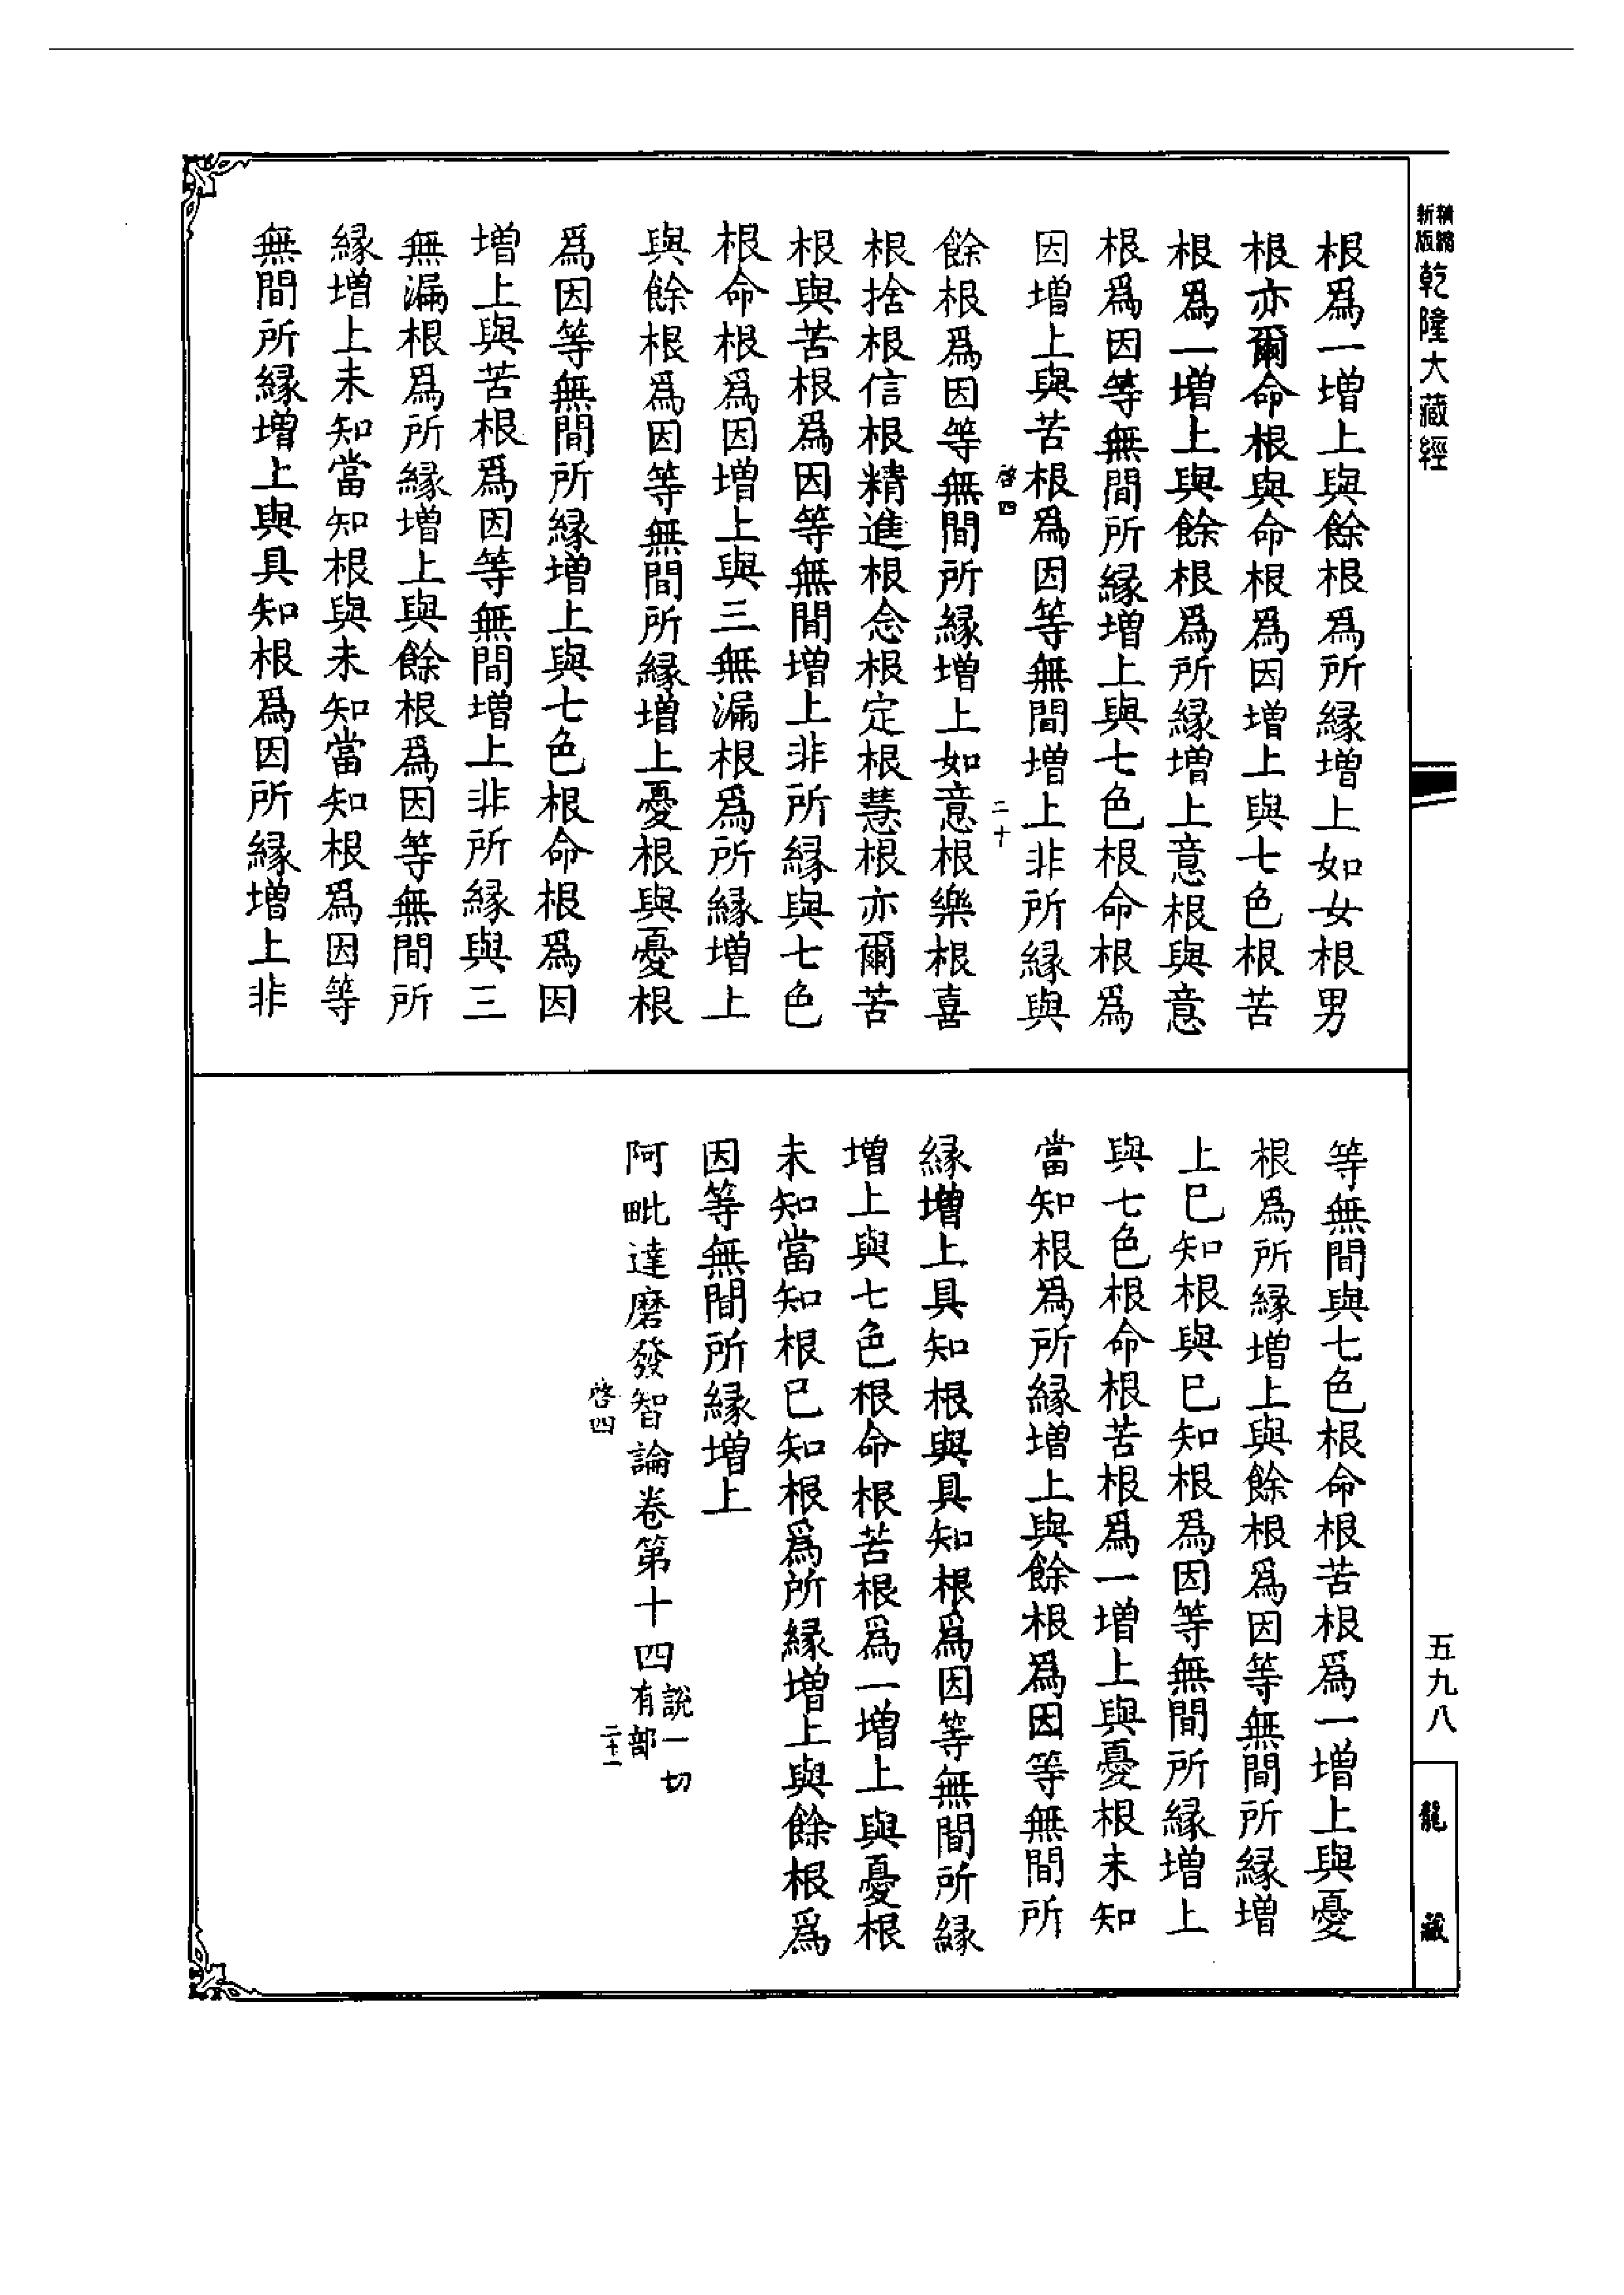 新版精縮乾隆大藏經
根爲一增上與餘根爲所緣增上如女根男
根亦爾命根與命根爲因增上與七色根苦
根爲一增上與餘根爲所緣增上意根與意
根爲因等無間所緣增上與七色根命根爲
因增上與苦根爲因等無間增上非所緣與
啓四 二十
餘根爲因等無間所緣增上如意根樂根喜
根捨根信根精進根念根定根慧根亦爾苦
根與苦根爲因等無間增上非所緣與七色
根命根爲因增上與三無漏根爲所緣增上
與餘根爲因等無間所緣增上憂根與憂根
爲因等無間所緣增上與七色根命根爲因
增上與苦根爲因等無間增上非所緣與三
無漏根爲所緣增上與餘根爲因等無間所
緣增上未知當知根與未知當知根爲因等
無間所緣增上與具知根爲因所緣增上非
等無間與七色根命根苦根爲一增上與憂
根爲所緣增上與餘根爲因等無間所緣增
上巳知根與巳知根爲因等無間所緣增上
與七色根命根苦根爲一增上與憂根未知
當知根爲所緣增上與餘根爲因等無間所
緣增上具知根與具知根爲因等無間所緣
增上與七色根命根苦根爲一增上與憂根
未知當知根巳知根爲所緣增上與餘根爲
因等無間所緣增上
阿毗達磨發智論卷第十四說一切有部
啓四 二十一
五九八
龍藏